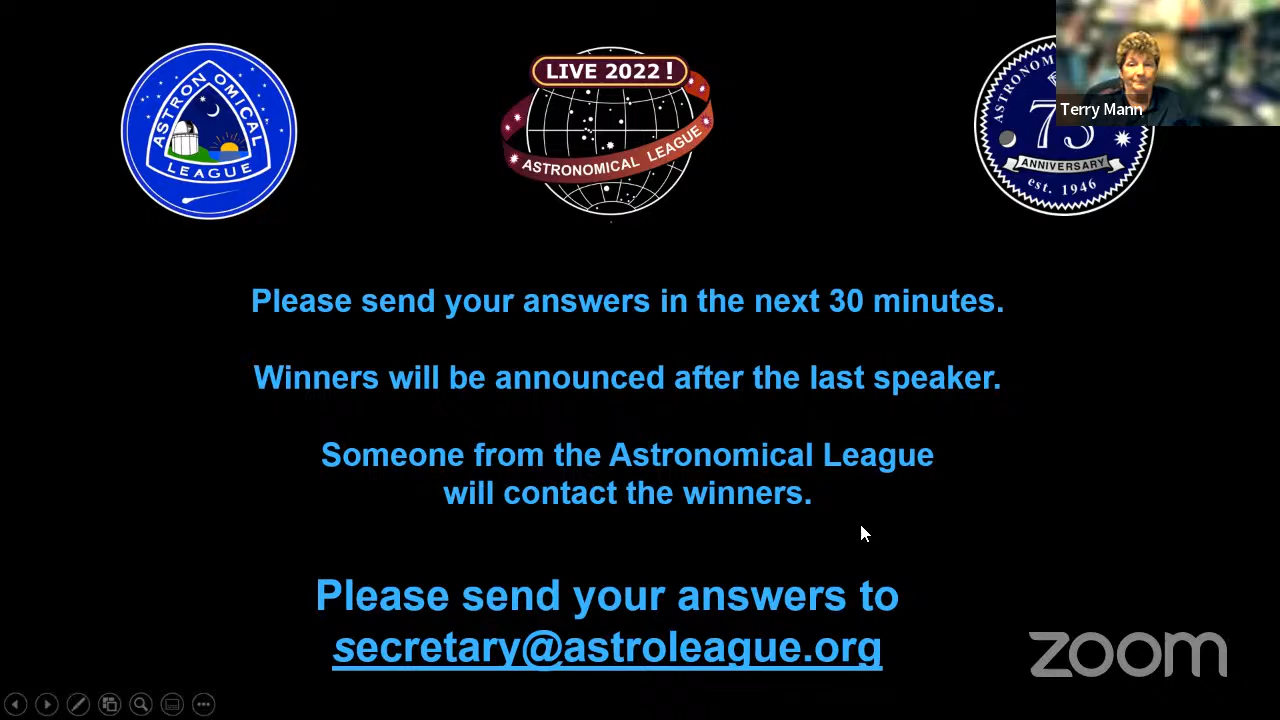 ASTRONOMICAL
LEAGUE
LIVE 2022!
ASTRONOMICAL LEAGUE
75
ANNIVERSARY
est. 1946
Terry Mann
Please send your answers in the next 30 minutes.
Winners will be announced after the last speaker.
Someone from the Astronomical League
will contact the winners.
Please send your answers to
secretary@astroleague.org
zoom